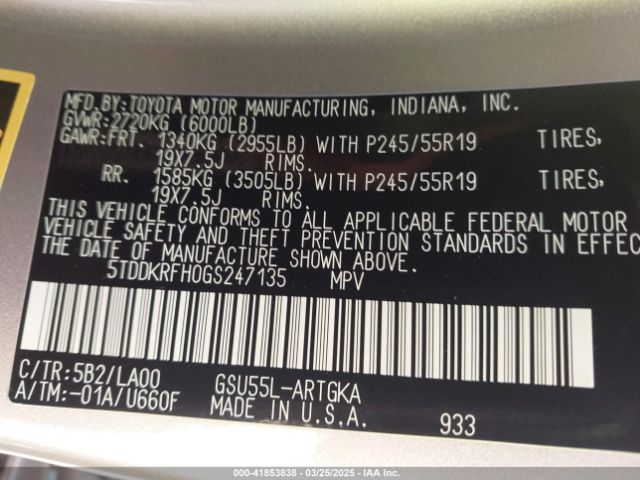 MFD.BY:TOYOTA MOTOR MANUFACTURING, INDIANA, INC.
GVWR:2720KG (6000LB)
GAWR:FRT. 1340KG (2955LB) WITH P245/55R19 TIRES,
19X7.5J RIMS.
RR. 1585KG (3505LB) WITH P245/55R19 TIRES,
19X7.5J RIMS.
THIS VEHICLE CONFORMS TO ALL APPLICABLE FEDERAL MOTOR
VEHICLE SAFETY AND THEFT PREVENTION STANDARDS IN EFFEC
THE DATE OF MANUFACTURE SHOWN ABOVE.
5TDDKRFH0GS247135 MPV
C/TR:5B2/LA00 GSU55L-ARTGKA
A/TM:-01A/U660F MADE IN U.S.A. 933
000-41853838 — 03/25/2025 — IAA Inc.